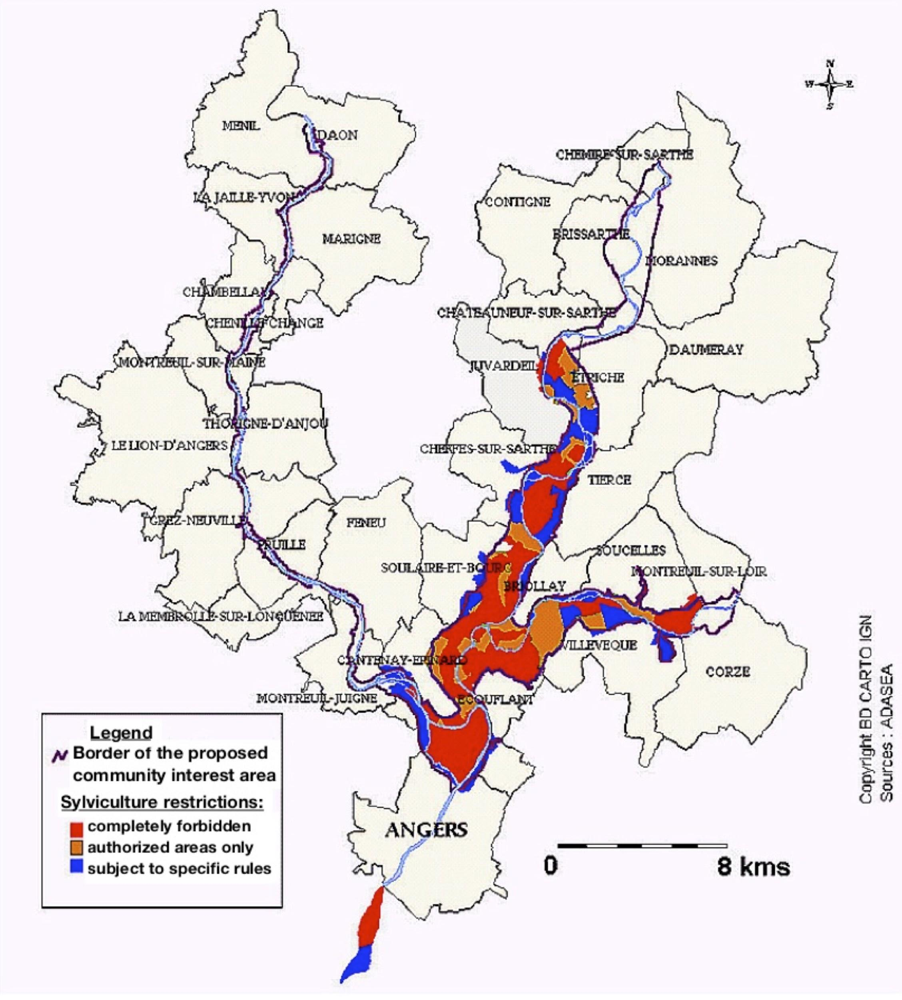 N
W E
S
MENIL
DAON
CHEMIRE-SUR-SARTHE
LA JAILLE-YVON
CONTIGNE
BRISSARTHE
MARIGNE
MORANNES
CHAMBELLAY
CHATEAUNEUF-SUR-SARTHE
CHENILLE CHANGE
DAUMERAY
MONTREUIL-SUR-MAINE
JUVARDEIL
ETRICHE
THORIGNE-D'ANJOU
LE LION-D'ANGERS
CHEFFES-SUR-SARTHE
TIERCE
GREZ-NEUVILLE
FENEU
PRUILLE
SOUCELLES
SOULAIRE-ET-BOURG
MONTREUIL-SUR-LOIR
BRIOLLAY
LA MEMBROLLE-SUR-LONGUENEE
VILLEVEQUE
CANTENAY-EPINARD
CORZE
MONTREUIL-JUIGNE
ECOUFLANT
ANGERS
Legend
Border of the proposed
community interest area
Sylviculture restrictions:
completely forbidden
authorized areas only
subject to specific rules
0 8 kms
Copyright BD CARTO IGN
Sources : ADASEA